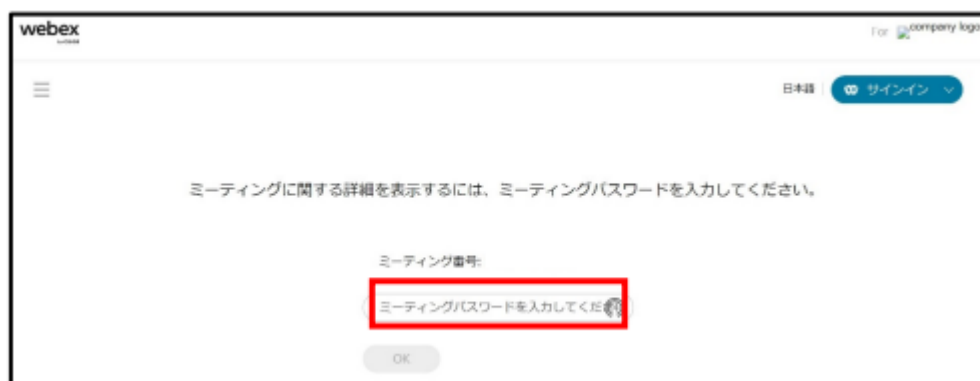 webex
For company logo
日本語 サインイン
ミーティングに関する詳細を表示するには、ミーティングパスワードを入力してください。
ミーティング番号:
ミーティングパスワードを入力してくだ
OK